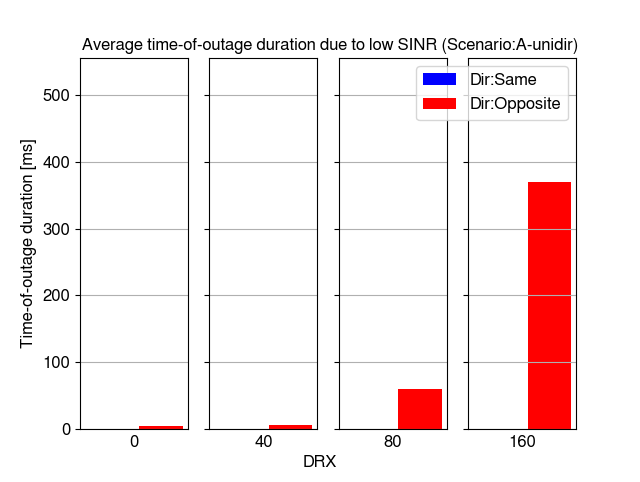 Average time-of-outage duration due to low SINR (Scenario:A-unidir)
Dir:Same
Dir:Opposite
Time-of-outage duration [ms]
500
400
300
200
100
0
0
40
80
160
DRX